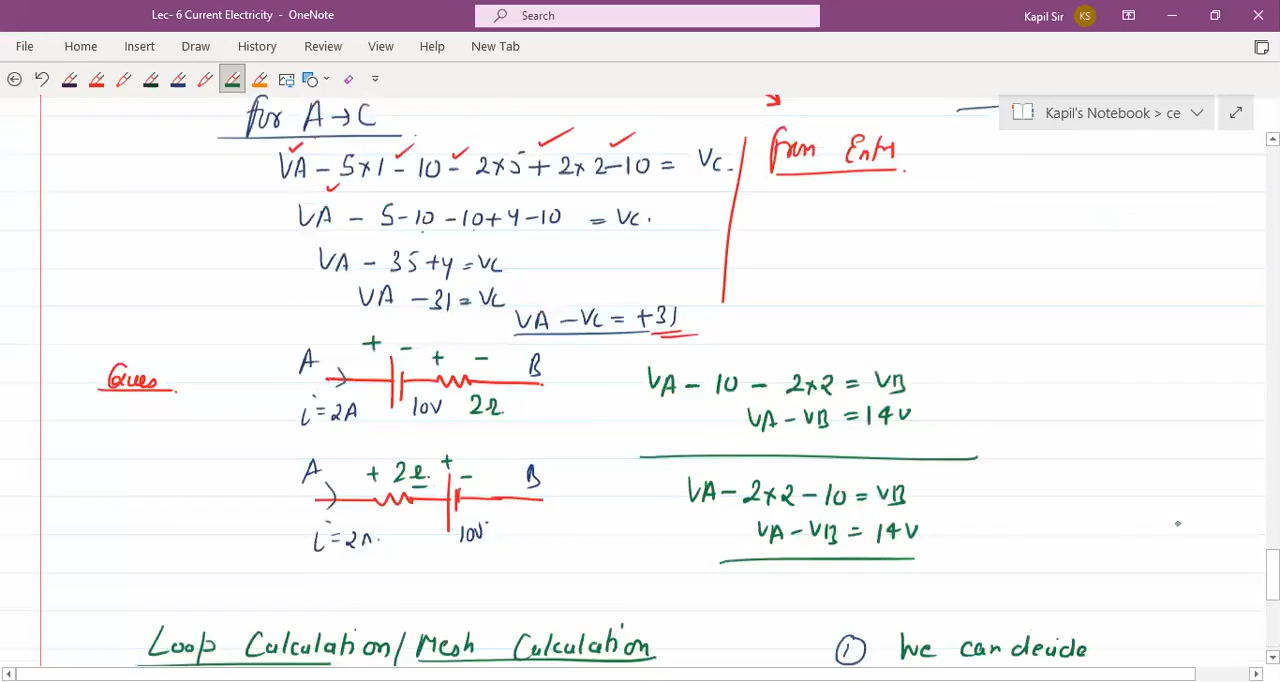 Lec- 6 Current Electricity - OneNote
Search
Kapil Sir KS
File Home Insert Draw History Review View Help New Tab
Kapil's Notebook > ce
for A → C
VA - 5×1 - 10 - 2×5 + 2×2 - 10 = VC.
from Entr
VA - 5 - 10 - 10 + 4 - 10 = VC.
VA - 35 + 4 = VC
VA - 31 = VC
VA - VC = +31
Ques
A + - + - B
i = 2A 10V 2Ω
VA - 10 - 2×2 = VB
VA - VB = 14V
A + 2Ω + - B
i = 2A 10V
VA - 2×2 - 10 = VB
VA - VB = 14V
Loop Calculation/Mesh Calculation
① We can decide